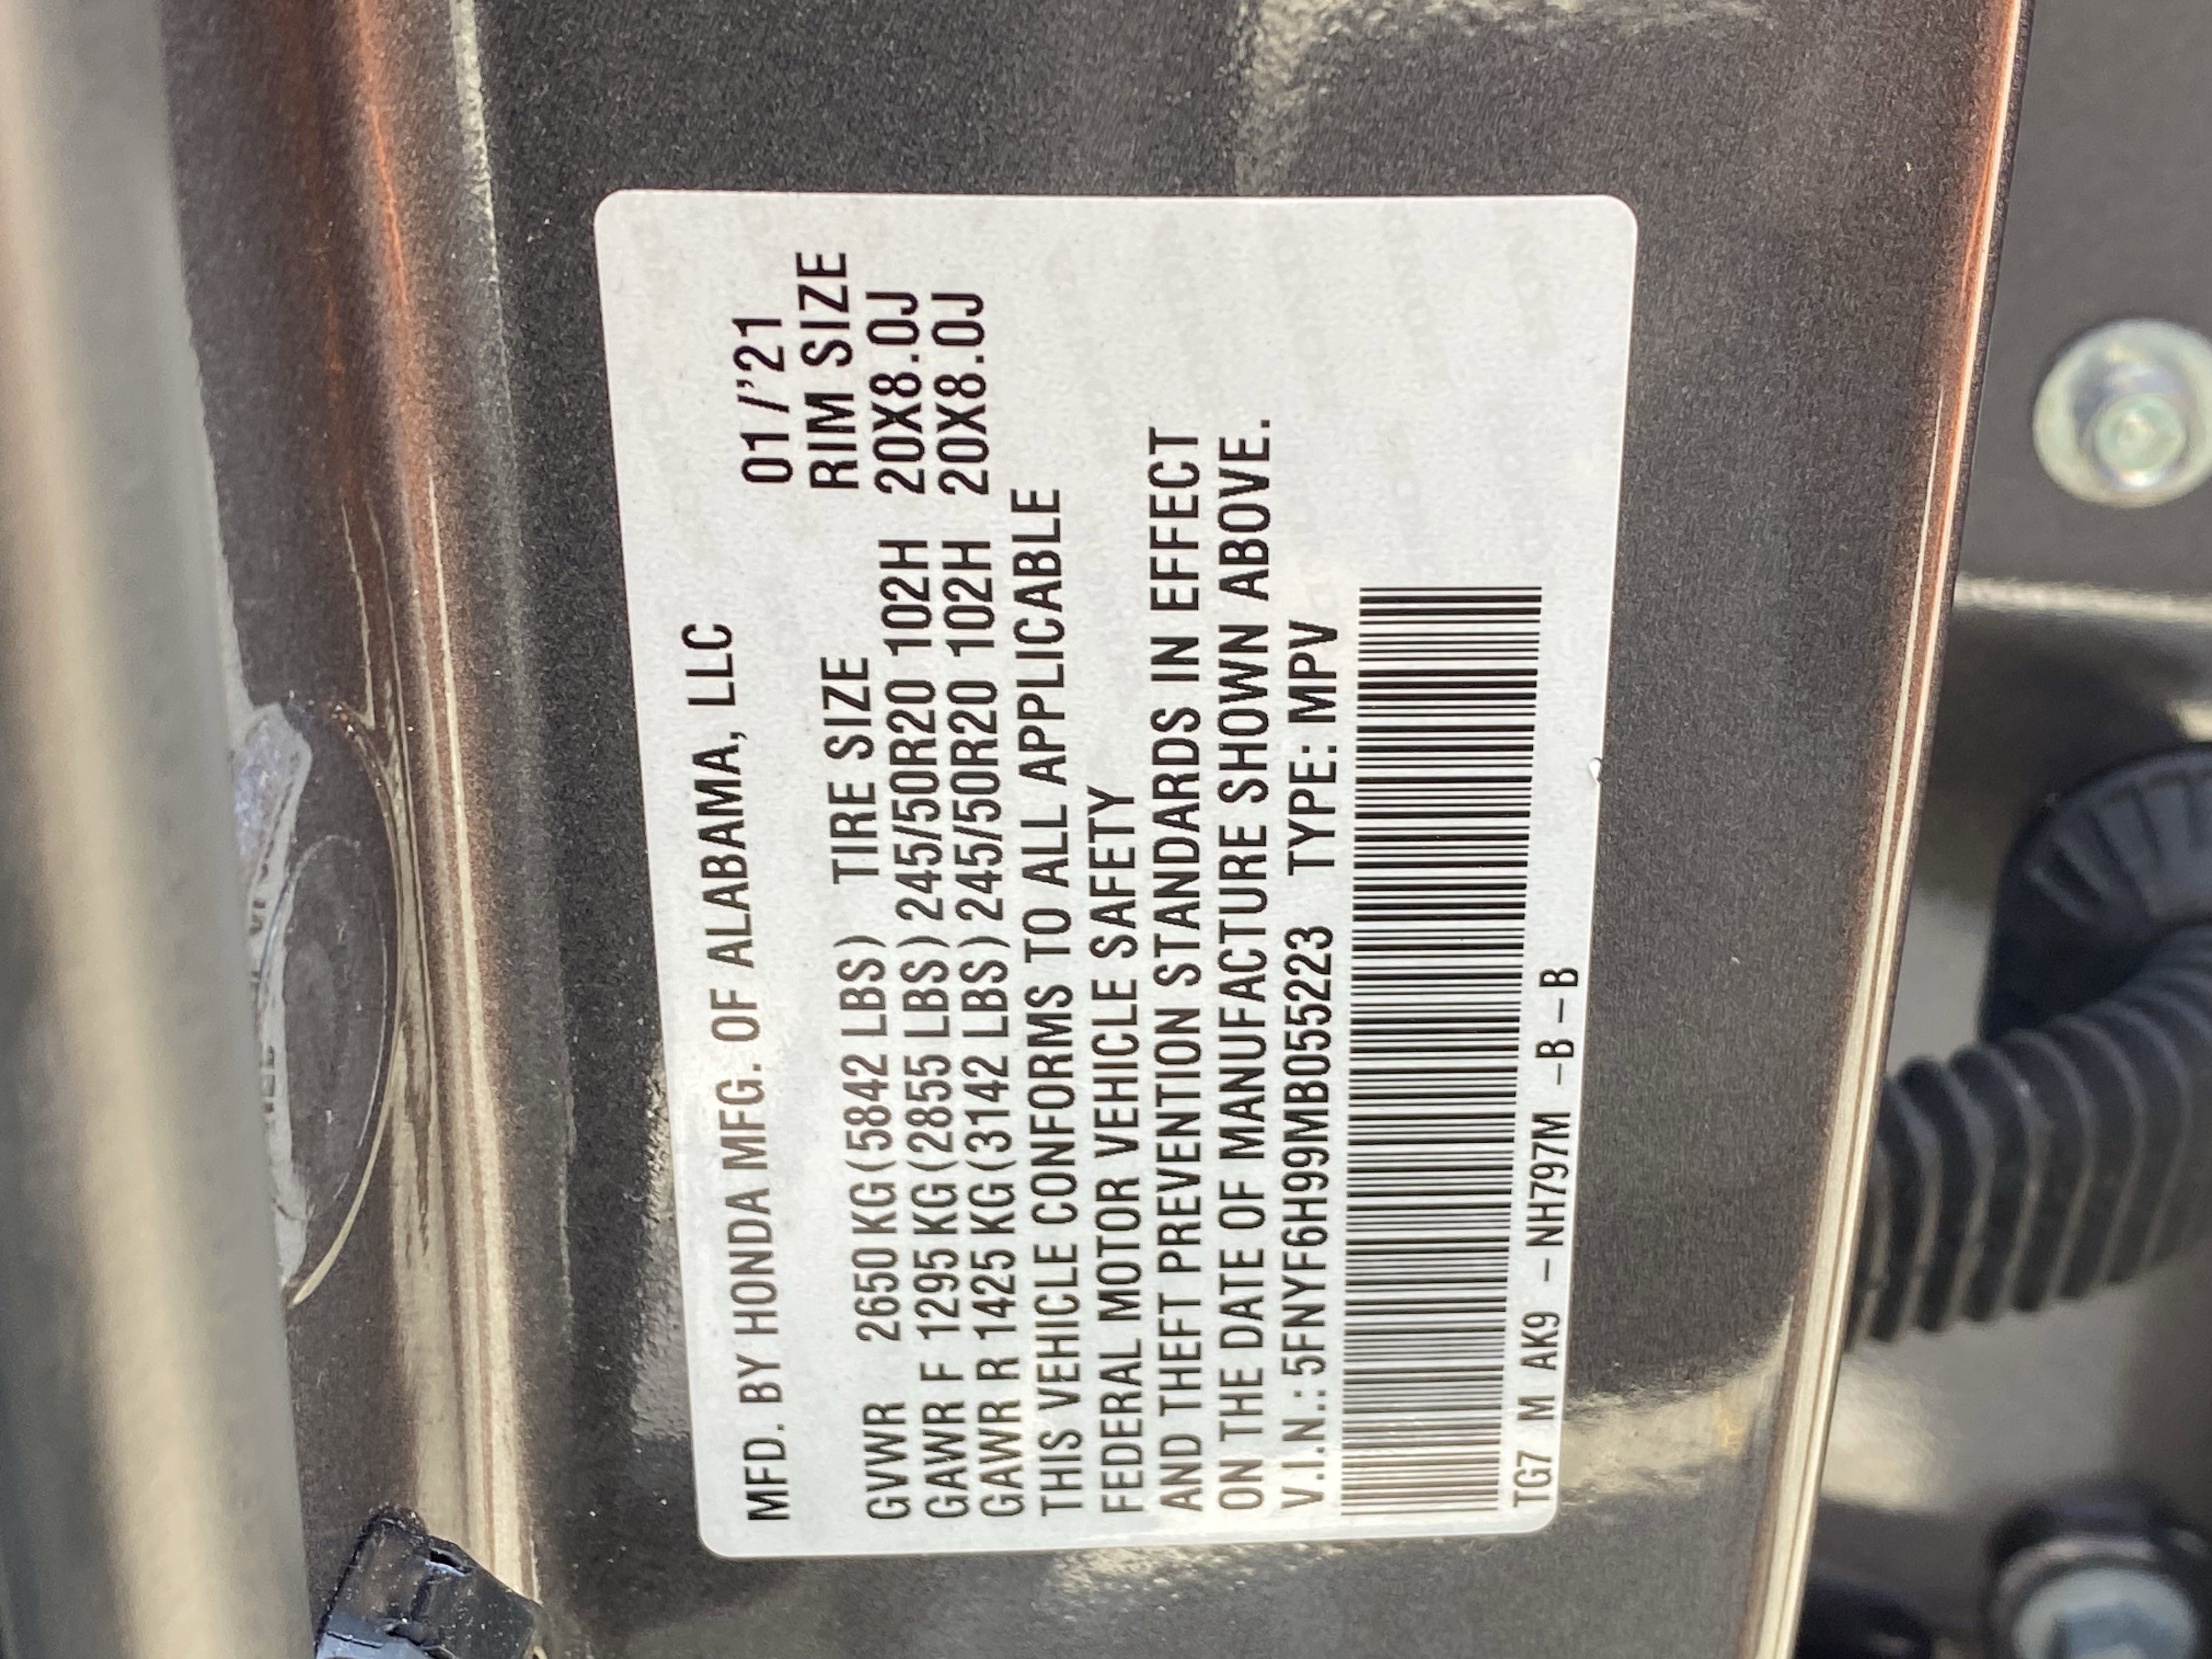 MFD. BY HONDA MFG. OF ALABAMA, LLC
01/'21
TIRE SIZE RIM SIZE
GVWR 2650 KG (5842 LBS)
GAWR F 1295 KG (2855 LBS) 245/50R20 102H 20X8.0J
GAWR R 1425 KG (3142 LBS) 245/50R20 102H 20X8.0J
THIS VEHICLE CONFORMS TO ALL APPLICABLE
FEDERAL MOTOR VEHICLE SAFETY
AND THEFT PREVENTION STANDARDS IN EFFECT
ON THE DATE OF MANUFACTURE SHOWN ABOVE.
V.I.N.: 5FNYF6H99MB055223 TYPE: MPV
TG7 M AK9 – NH797M –B –B